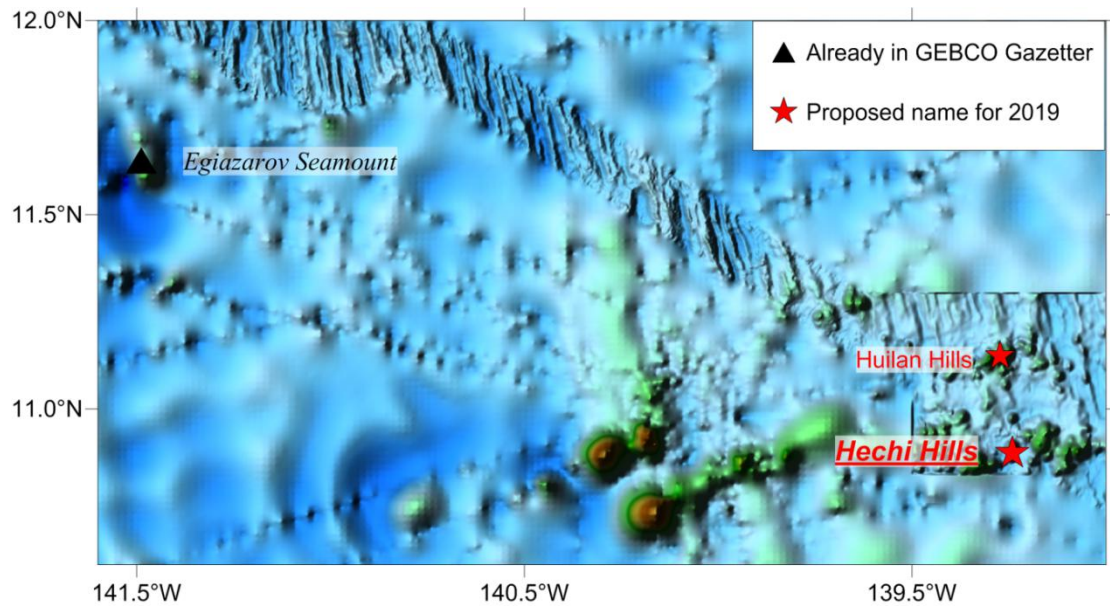 12.0°N
Already in GEBCO Gazetter
Proposed name for 2019
Egiazarov Seamount
11.5°N
Huilan Hills
11.0°N
Hechi Hills
141.5°W
140.5°W
139.5°W